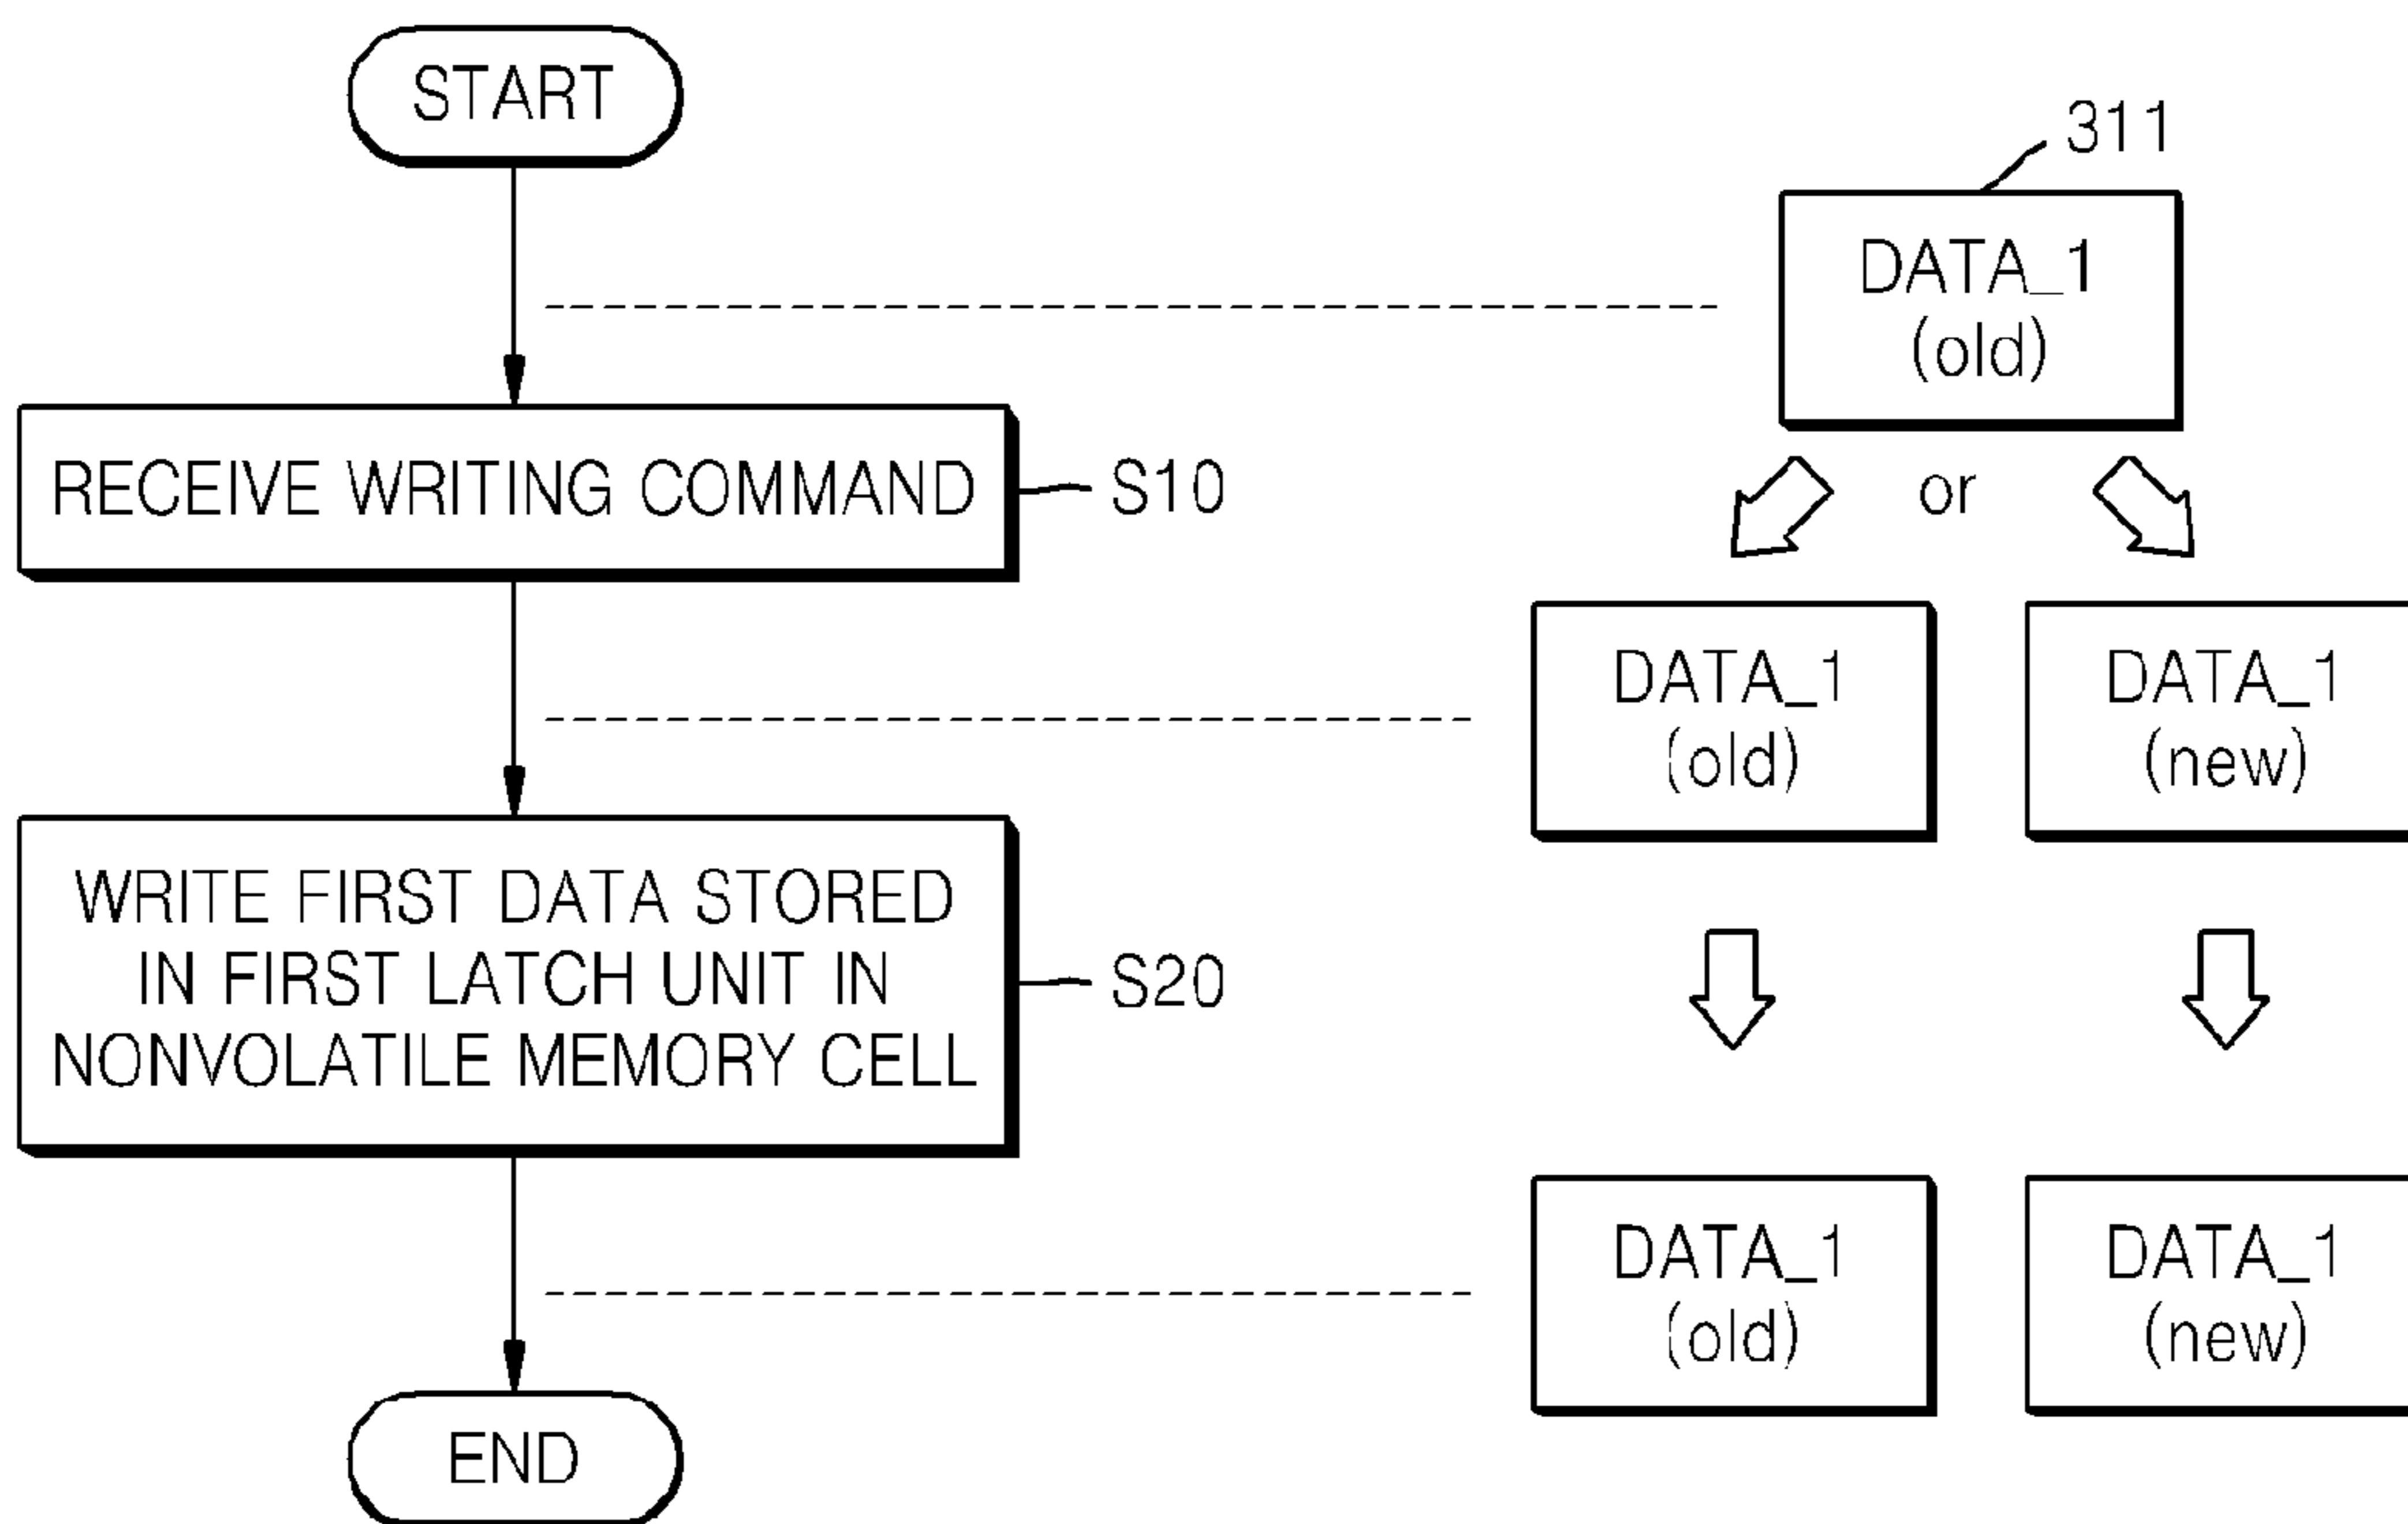 START
311
DATA_1
(old)
RECEIVE WRITING COMMAND
S10
or
DATA_1
(old)
DATA_1
(new)
WRITE FIRST DATA STORED
IN FIRST LATCH UNIT IN
NONVOLATILE MEMORY CELL
S20
DATA_1
(old)
DATA_1
(new)
END